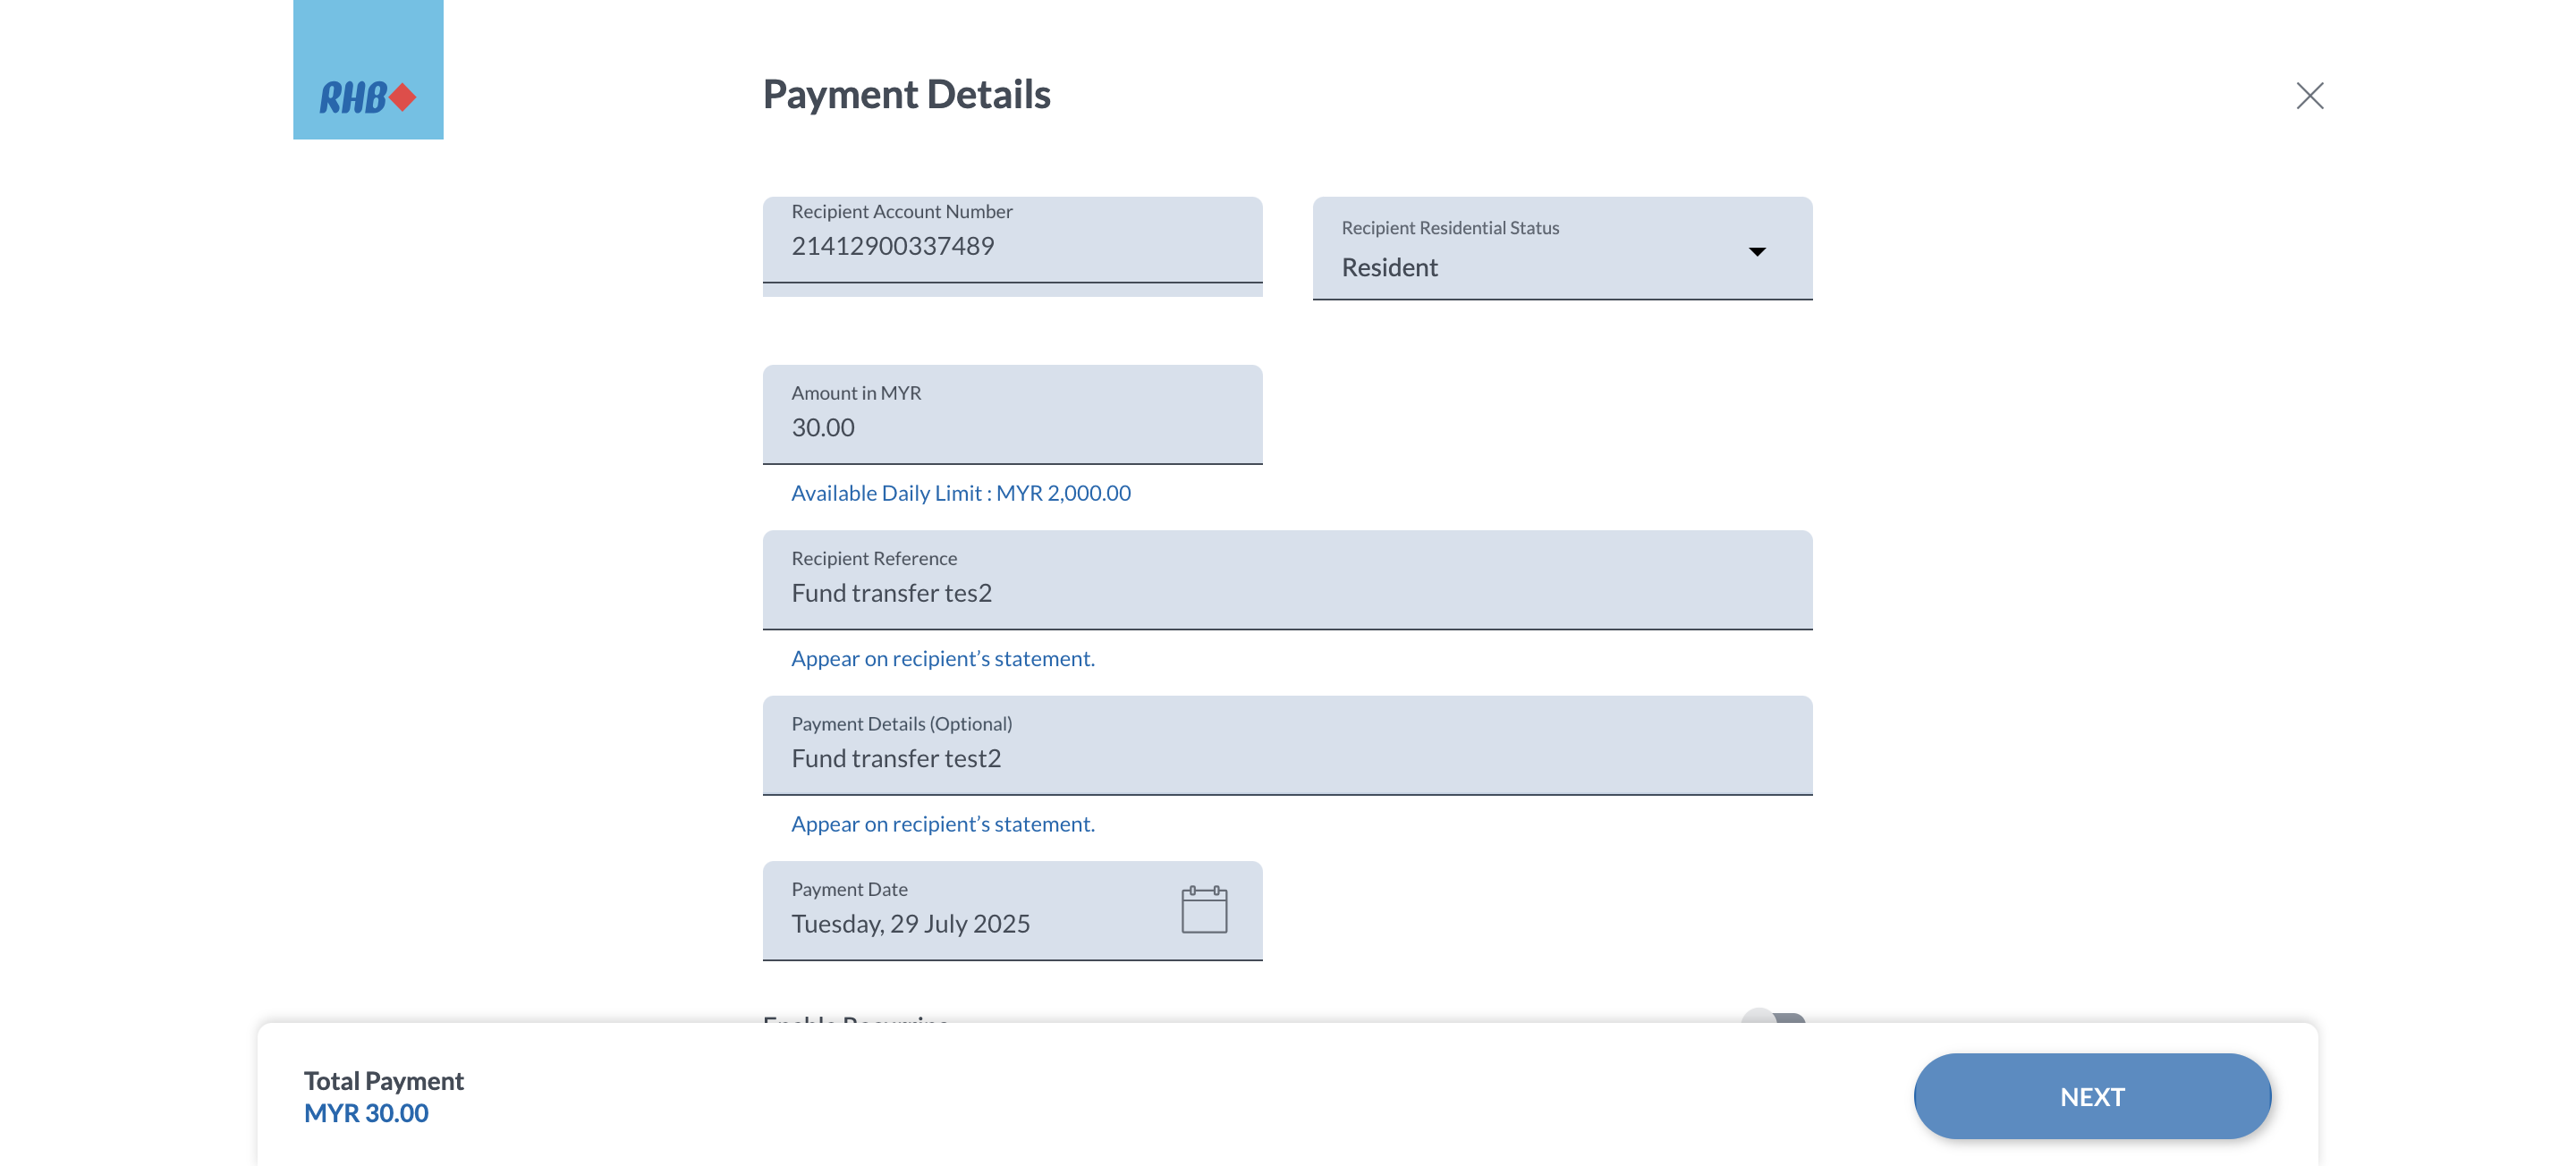 RHB
Payment Details
Recipient Account Number
21412900337489
Recipient Residential Status
Resident
Amount in MYR
30.00
Available Daily Limit : MYR 2,000.00
Recipient Reference
Fund transfer tes2
Appear on recipient’s statement.
Payment Details (Optional)
Fund transfer test2
Appear on recipient’s statement.
Payment Date
Tuesday, 29 July 2025
Enable Recurring
Total Payment
MYR 30.00
NEXT